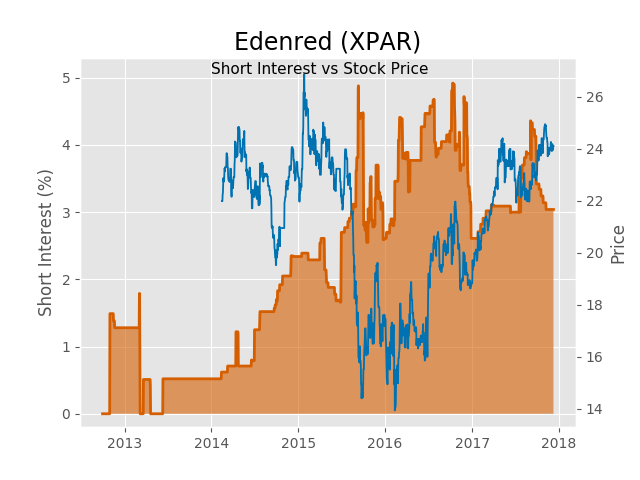 Edenred (XPAR)
Short Interest vs Stock Price
Short Interest (%)
5
4
3
2
1
0
26
24
22
20
18
16
14
Price
2013 2014 2015 2016 2017 2018